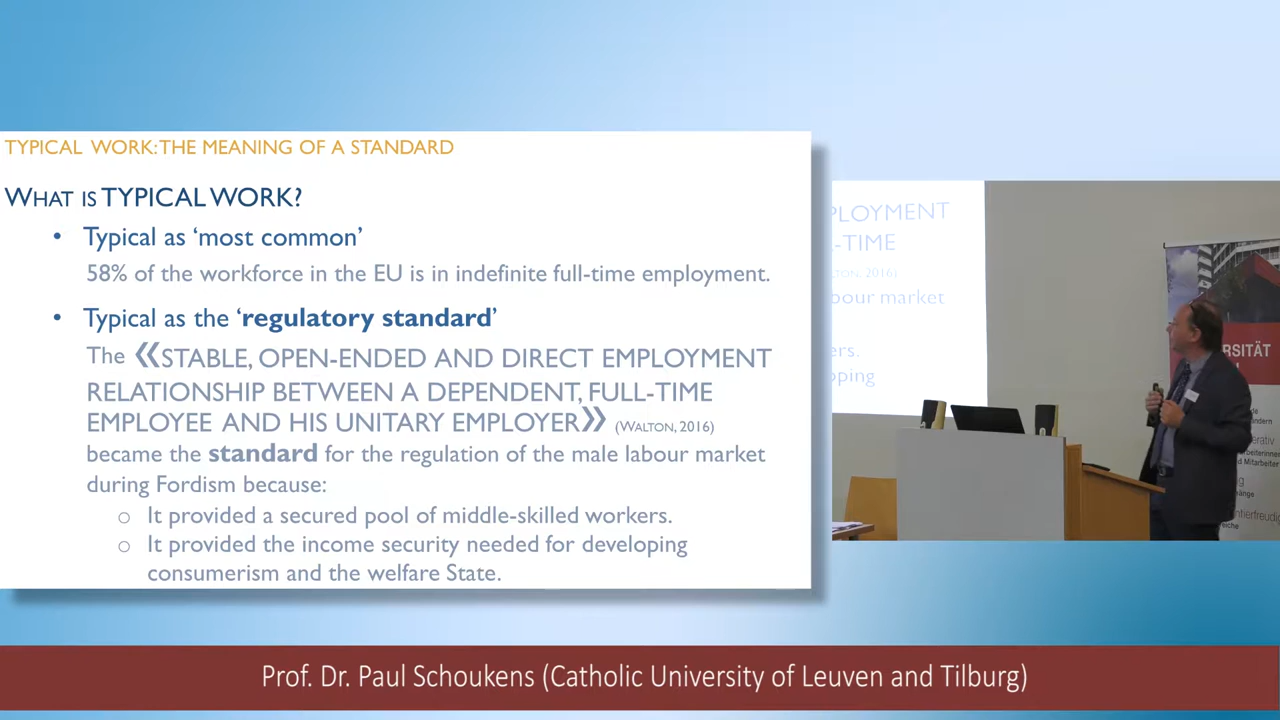 TYPICAL WORK: THE MEANING OF A STANDARD
WHAT IS TYPICAL WORK?
• Typical as ‘most common’
58% of the workforce in the EU is in indefinite full-time employment.
• Typical as the ‘regulatory standard’
The «STABLE, OPEN-ENDED AND DIRECT EMPLOYMENT
RELATIONSHIP BETWEEN A DEPENDENT, FULL-TIME
EMPLOYEE AND HIS UNITARY EMPLOYER» (WALTON, 2016)
became the standard for the regulation of the male labour market
during Fordism because:
○ It provided a secured pool of middle-skilled workers.
○ It provided the income security needed for developing
consumerism and the welfare State.
PLOYMENT
-TIME
LTON, 2016)
bour market
ers.
pping
RSITÄT
Prof. Dr. Paul Schoukens (Catholic University of Leuven and Tilburg)